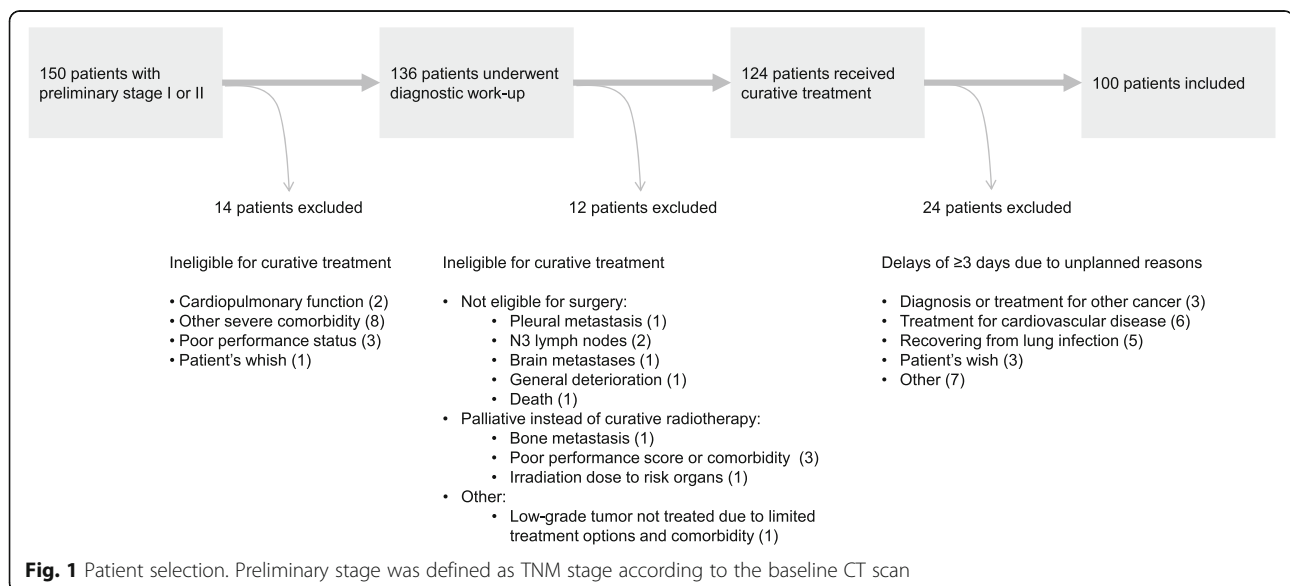 150 patients with
preliminary stage I or II
136 patients underwent
diagnostic work-up
124 patients received
curative treatment
100 patients included
14 patients excluded
12 patients excluded
24 patients excluded
Ineligible for curative treatment
• Cardiopulmonary function (2)
• Other severe comorbidity (8)
• Poor performance status (3)
• Patient's whish (1)
Ineligible for curative treatment
• Not eligible for surgery:
• Pleural metastasis (1)
• N3 lymph nodes (2)
• Brain metastases (1)
• General deterioration (1)
• Death (1)
• Palliative instead of curative radiotherapy:
• Bone metastasis (1)
• Poor performance score or comorbidity (3)
• Irradiation dose to risk organs (1)
• Other:
• Low-grade tumor not treated due to limited
treatment options and comorbidity (1)
Delays of ≥3 days due to unplanned reasons
• Diagnosis or treatment for other cancer (3)
• Treatment for cardiovascular disease (6)
• Recovering from lung infection (5)
• Patient's wish (3)
• Other (7)
Fig. 1 Patient selection. Preliminary stage was defined as TNM stage according to the baseline CT scan